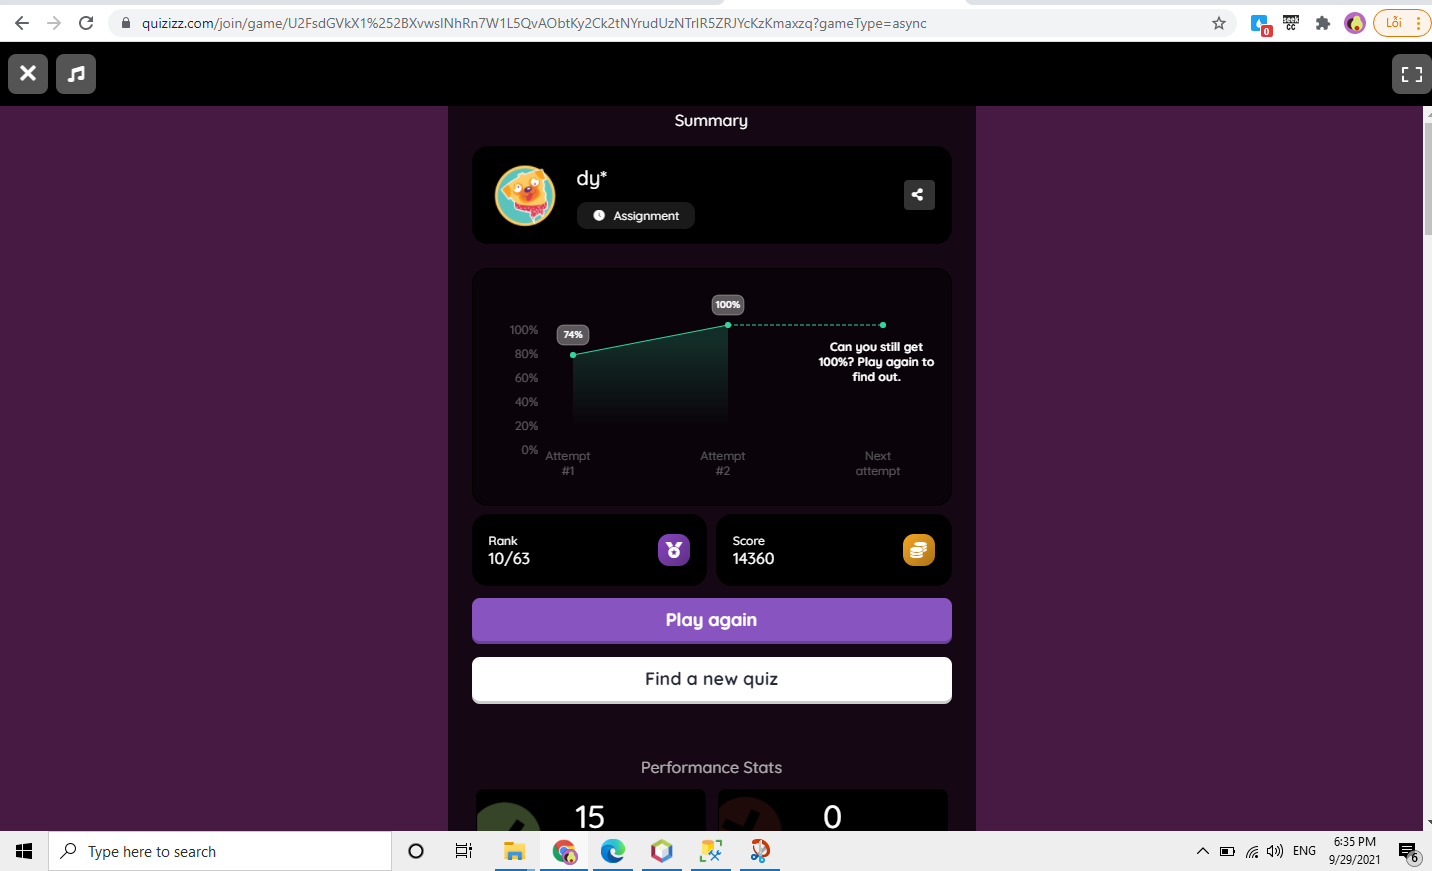 quizizz.com/join/game/U2FsdGVkX1%252BXvwsINhRn7W1L5QvAObtKy2Ck2tNYrudUzNTrIR5ZRJYcKzKmaxzq?gameType=async
0
seek
CC
Lỗi
Summary
dy*
Assignment
100%
74%
100%
80%
60%
40%
20%
0%
Can you still get
100%? Play again to
find out.
Attempt
#1
Attempt
#2
Next
attempt
Rank
10/63
Score
14360
Play again
Find a new quiz
Performance Stats
15
0
Type here to search
ENG
6:35 PM
9/29/2021
6